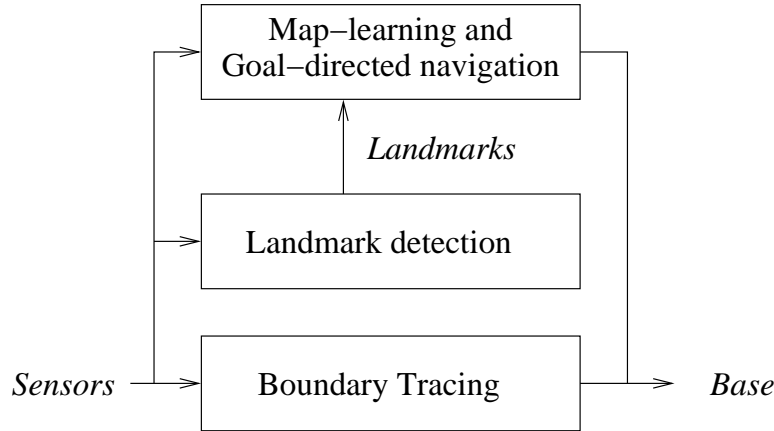 Map−learning and
Goal−directed navigation
Landmarks
Landmark detection
Sensors
Boundary Tracing
Base